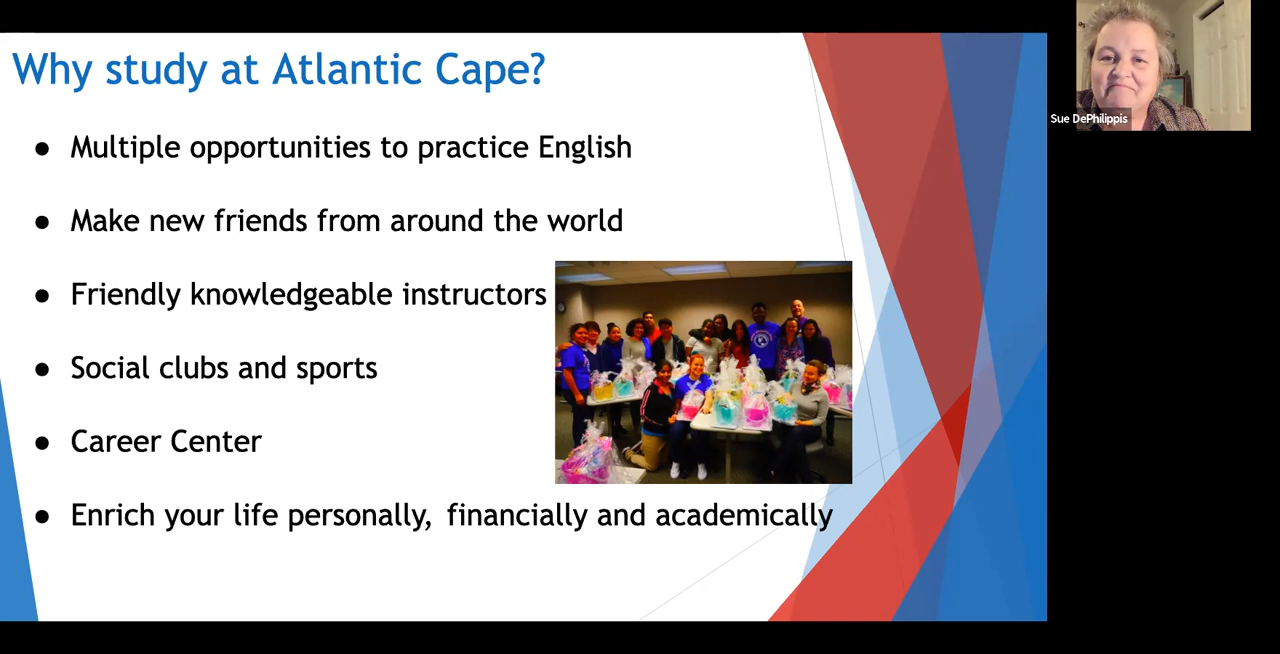 Why study at Atlantic Cape?
● Multiple opportunities to practice English
● Make new friends from around the world
● Friendly knowledgeable instructors
● Social clubs and sports
● Career Center
● Enrich your life personally, financially and academically
Sue DePhilippis